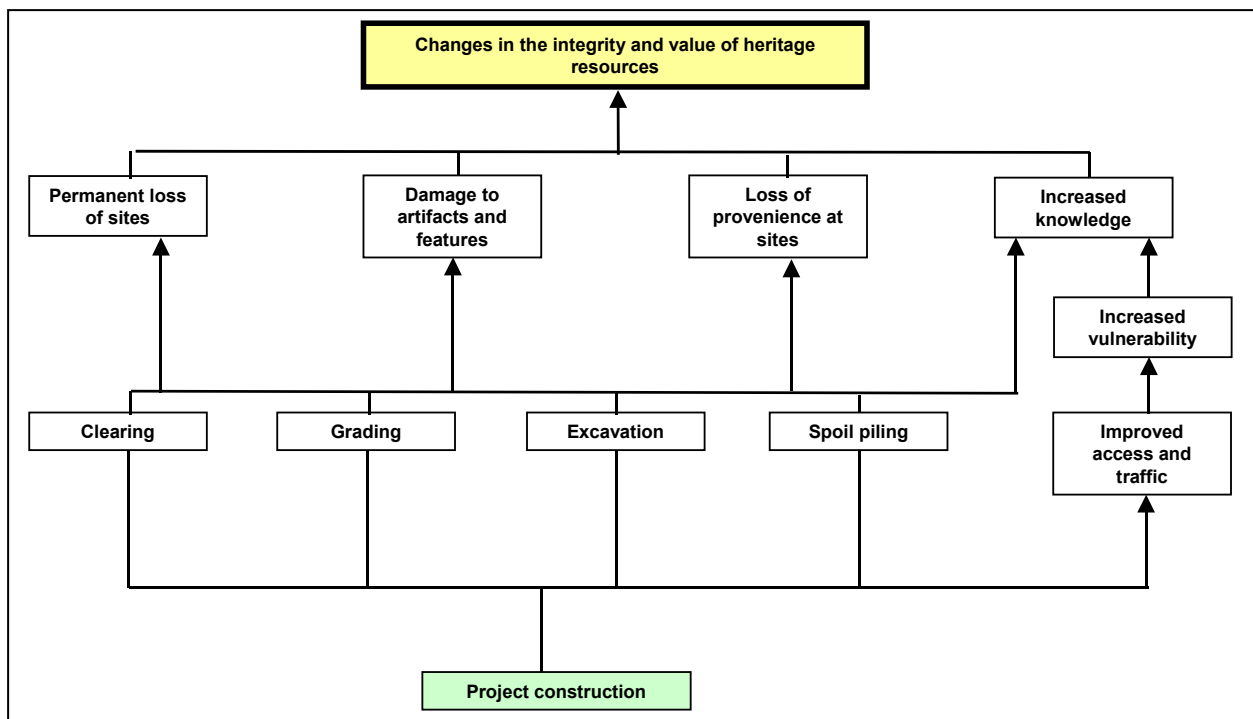 Changes in the integrity and value of heritage
resources
Permanent loss
of sites
Damage to
artifacts and
features
Loss of
provenience at
sites
Increased
knowledge
Increased
vulnerability
Clearing
Grading
Excavation
Spoil piling
Improved
access and
traffic
Project construction